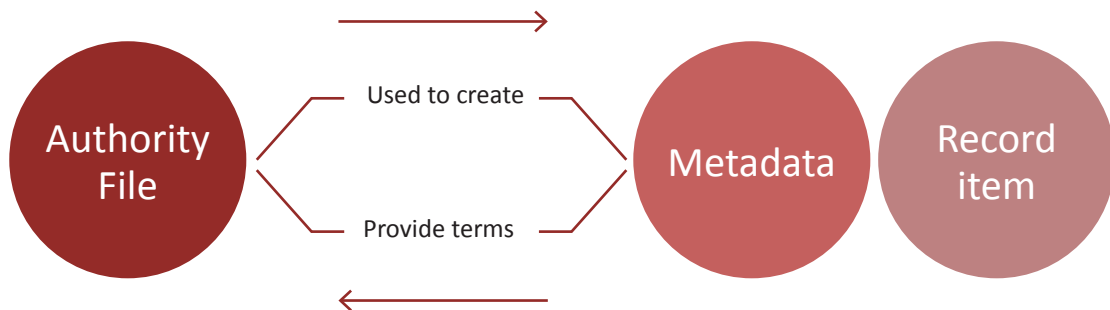 Authority
File
Used to create
Provide terms
Metadata
Record
item